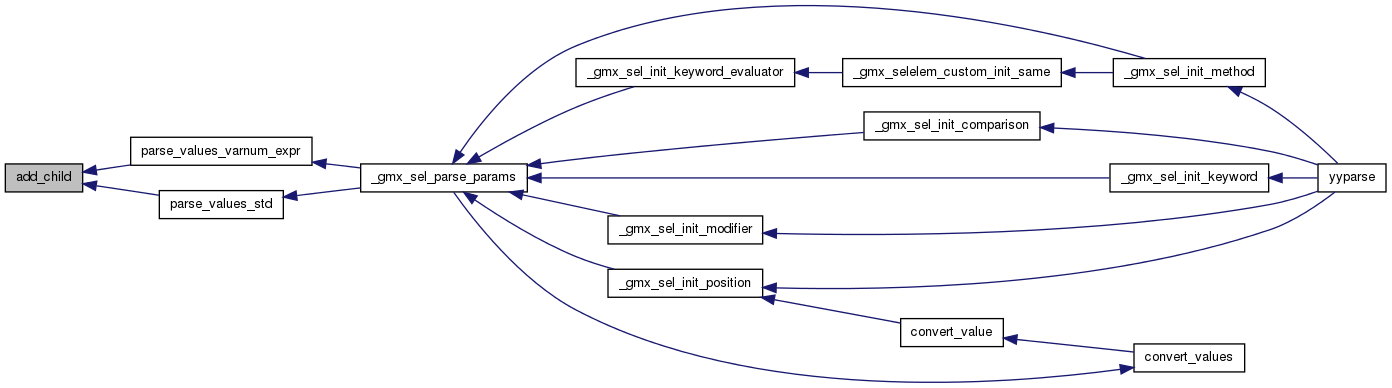 add_child
parse_values_varnum_expr
parse_values_std
_gmx_sel_parse_params
_gmx_sel_init_keyword_evaluator
_gmx_selelem_custom_init_same
_gmx_sel_init_method
_gmx_sel_init_comparison
_gmx_sel_init_keyword
yyparse
_gmx_sel_init_modifier
_gmx_sel_init_position
convert_value
convert_values